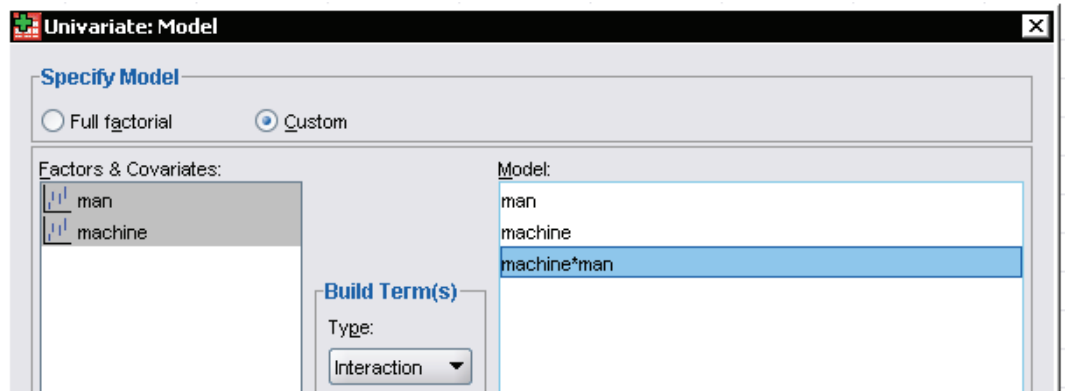 Univariate: Model
Specify Model
Full factorial
Custom
Factors & Covariates:
man
machine
Model:
man
machine
machine*man
Build Term(s)
Type:
Interaction